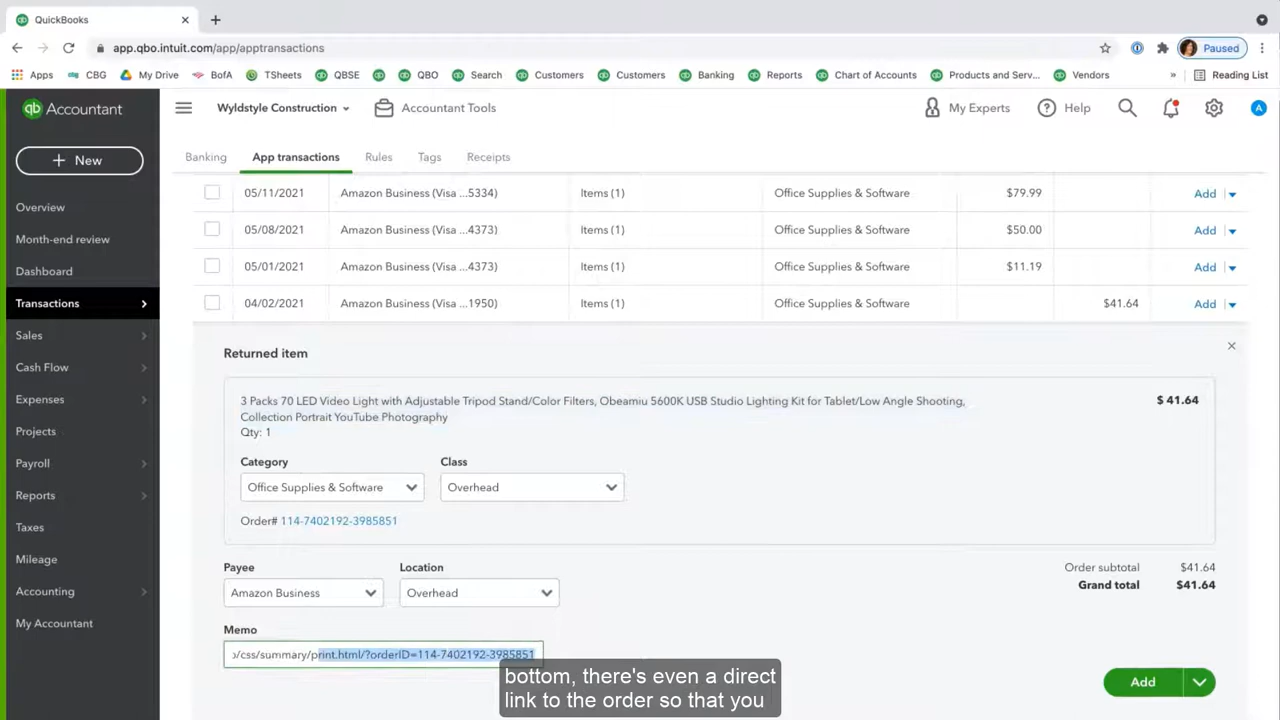 QuickBooks
app.qbo.intuit.com/app/apptransactions
Paused
Apps
CBG
My Drive
BofA
TSheets
QBSE
QBO
Search
Customers
Customers
Banking
Reports
Chart of Accounts
Products and Serv...
Vendors
»
Reading List
qb Accountant
Wyldstyle Construction
Accountant Tools
My Experts
Help
A
+ New
Overview
Month-end review
Dashboard
Transactions
Sales
Cash Flow
Expenses
Projects
Payroll
Reports
Taxes
Mileage
Accounting
My Accountant
Banking
App transactions
Rules
Tags
Receipts
05/11/2021 Amazon Business (Visa ...5334) Items (1) Office Supplies & Software $79.99 Add
05/08/2021 Amazon Business (Visa ...4373) Items (1) Office Supplies & Software $50.00 Add
05/01/2021 Amazon Business (Visa ...4373) Items (1) Office Supplies & Software $11.19 Add
04/02/2021 Amazon Business (Visa ...1950) Items (1) Office Supplies & Software $41.64 Add
Returned item
3 Packs 70 LED Video Light with Adjustable Tripod Stand/Color Filters, Obeamiu 5600K USB Studio Lighting Kit for Tablet/Low Angle Shooting, $ 41.64
Collection Portrait YouTube Photography
Qty: 1
Category Class
Office Supplies & Software Overhead
Order# 114-7402192-3985851
Payee Location
Amazon Business Overhead
Order subtotal $41.64
Grand total $41.64
Memo
/css/summary/print.html/?orderID=114-7402192-3985851
bottom, there's even a direct
link to the order so that you
Add